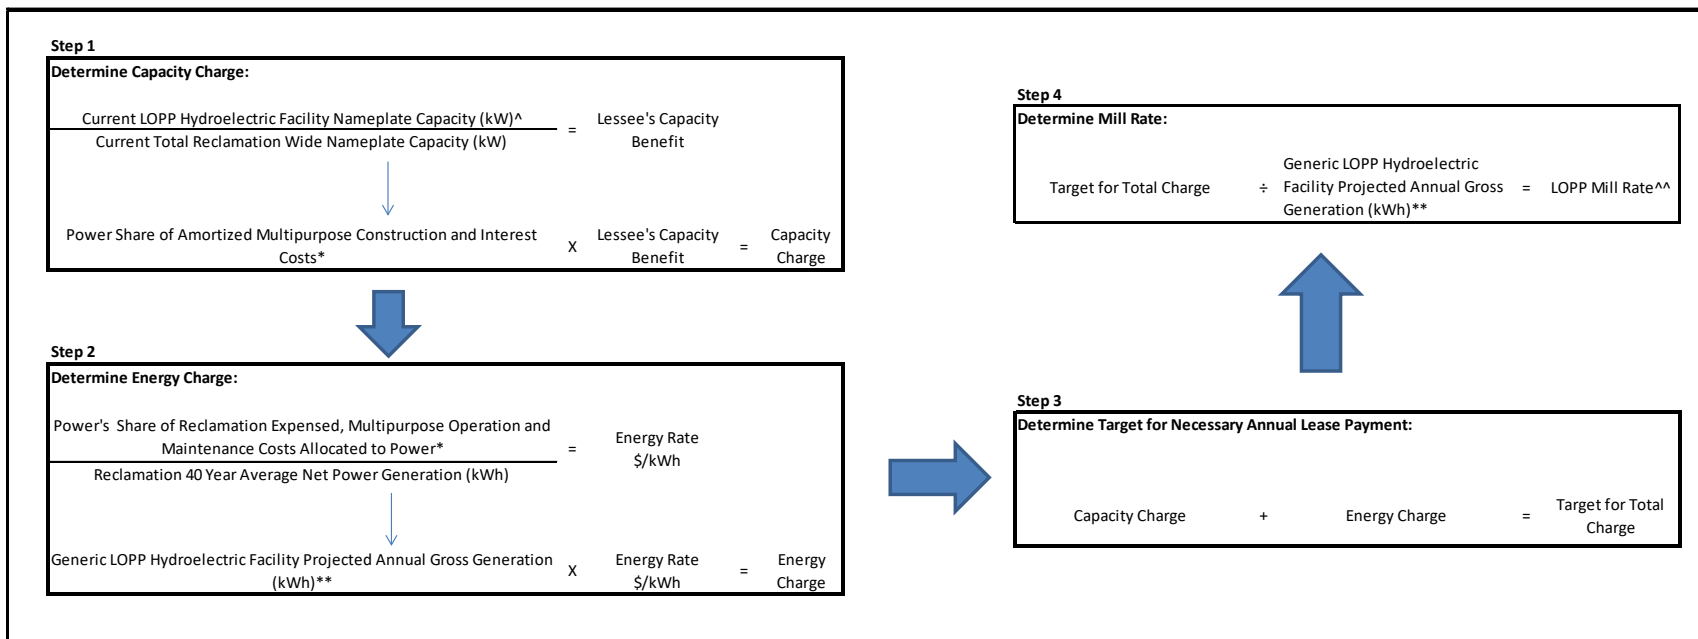 Step 1
Determine Capacity Charge:
Current LOPP Hydroelectric Facility Nameplate Capacity (kW)^
Current Total Reclamation Wide Nameplate Capacity (kW)
=
Lessee's Capacity
Benefit
Power Share of Amortized Multipurpose Construction and Interest
Costs*
X
Lessee's Capacity
Benefit
=
Capacity
Charge
Step 2
Determine Energy Charge:
Power's Share of Reclamation Expensed, Multipurpose Operation and
Maintenance Costs Allocated to Power*
Reclamation 40 Year Average Net Power Generation (kWh)
=
Energy Rate
$/kWh
Generic LOPP Hydroelectric Facility Projected Annual Gross Generation
(kWh)**
X
Energy Rate
$/kWh
=
Energy
Charge
Step 3
Determine Target for Necessary Annual Lease Payment:
Capacity Charge
+
Energy Charge
=
Target for Total
Charge
Step 4
Determine Mill Rate:
Target for Total Charge
÷
Generic LOPP Hydroelectric
Facility Projected Annual Gross
Generation (kWh)**
=
LOPP Mill Rate^^